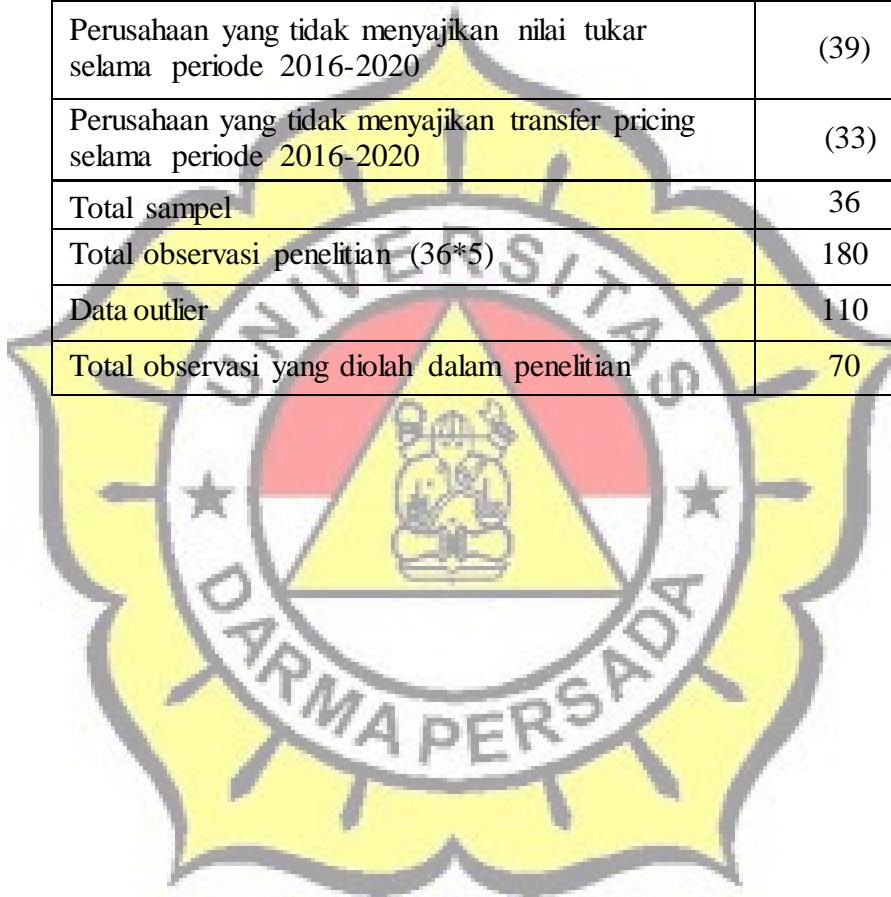 Perusahaan yang tidak menyajikan nilai tukar
selama periode 2016-2020
(39)
Perusahaan yang tidak menyajikan transfer pricing
selama periode 2016-2020
(33)
Total sampel
36
Total observasi penelitian (36*5)
180
Data outlier
110
Total observasi yang diolah dalam penelitian
70
UNIVERSITAS
DARMA PERSADA